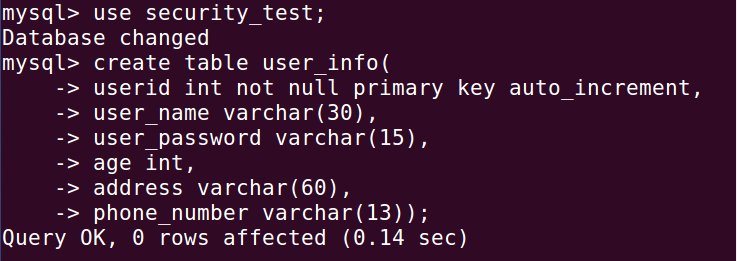 mysql> use security_test;
Database changed
mysql> create table user_info(
    -> userid int not null primary key auto_increment,
    -> user_name varchar(30),
    -> user_password varchar(15),
    -> age int,
    -> address varchar(60),
    -> phone_number varchar(13));
Query OK, 0 rows affected (0.14 sec)